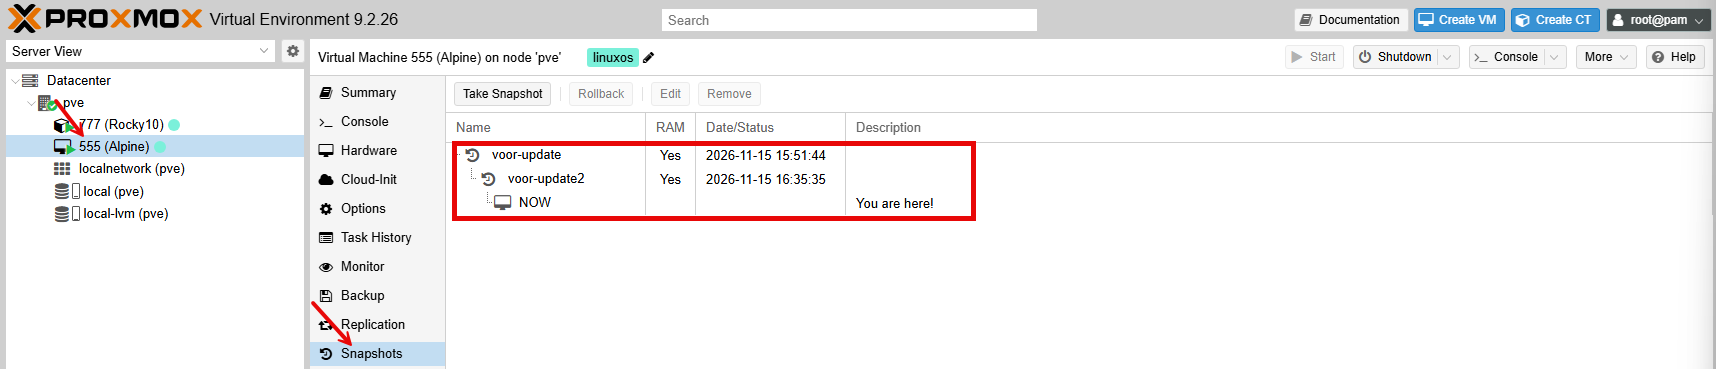 PROXMOX Virtual Environment 9.2.26
Search
Documentation
Create VM
Create CT
root@pam
Server View
Datacenter
pve
777 (Rocky10)
555 (Alpine)
localnetwork (pve)
local (pve)
local-lvm (pve)
Virtual Machine 555 (Alpine) on node 'pve'
linuxos
Start
Shutdown
Console
More
Help
Summary
Console
Hardware
Cloud-Init
Options
Task History
Monitor
Backup
Replication
Snapshots
Take Snapshot
Rollback
Edit
Remove
Name RAM Date/Status Description
voor-update Yes 2026-11-15 15:51:44
voor-update2 Yes 2026-11-15 16:35:35
NOW You are here!